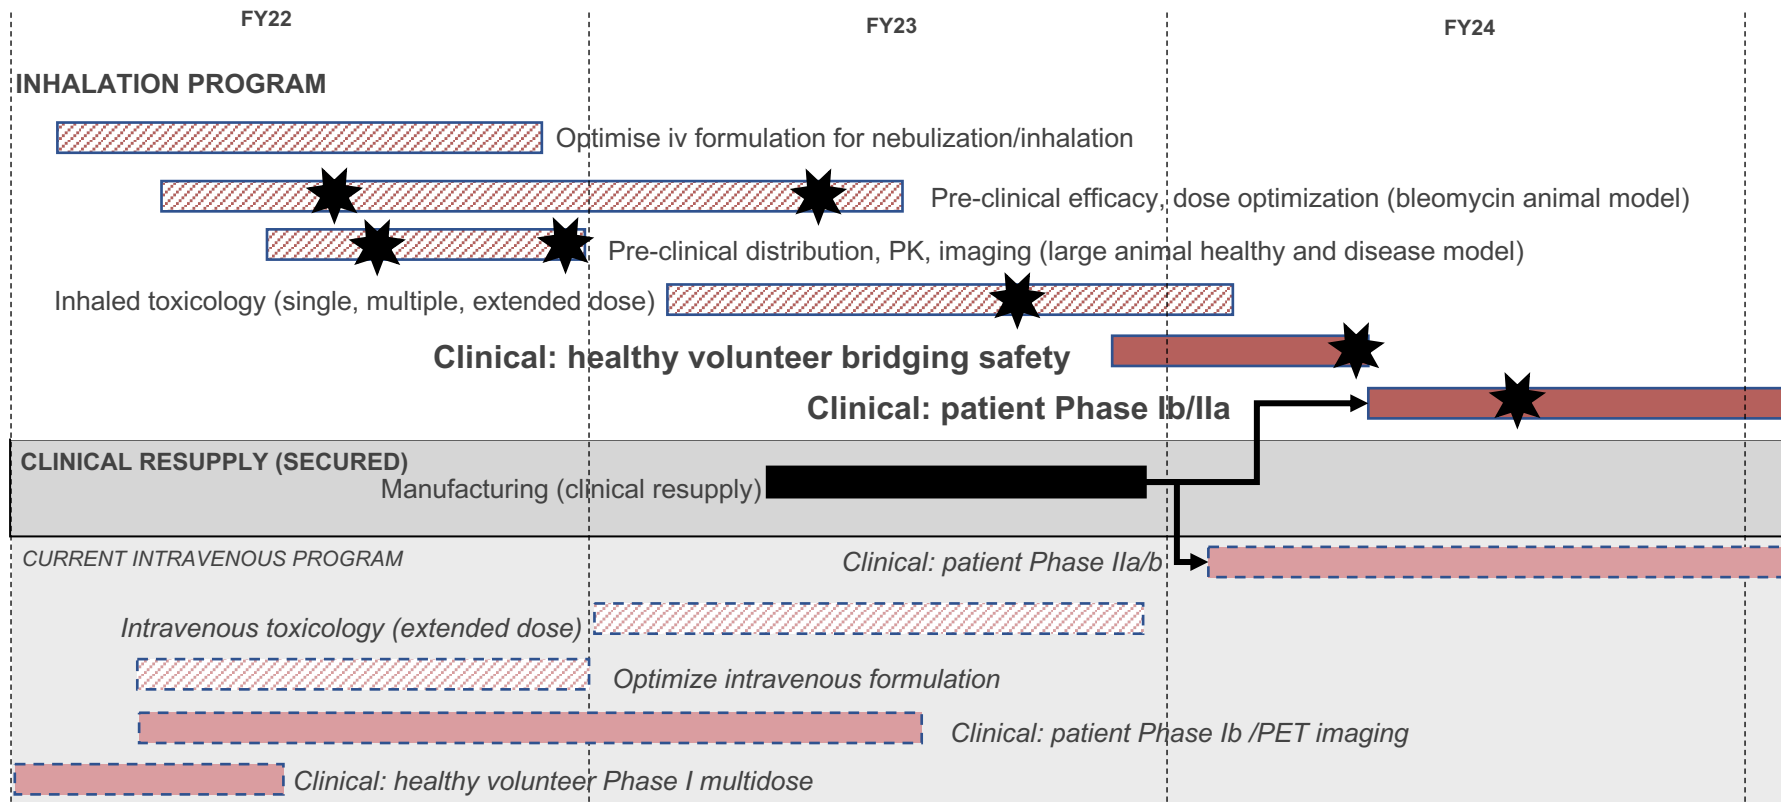 FY22
FY23
FY24
INHALATION PROGRAM
Optimise iv formulation for nebulization/inhalation
Pre-clinical efficacy, dose optimization (bleomycin animal model)
Pre-clinical distribution, PK, imaging (large animal healthy and disease model)
Inhaled toxicology (single, multiple, extended dose)
Clinical: healthy volunteer bridging safety
Clinical: patient Phase Ib/IIa
CLINICAL RESUPPLY (SECURED)
Manufacturing (clinical resupply)
CURRENT INTRAVENOUS PROGRAM
Clinical: patient Phase IIa/b
Intravenous toxicology (extended dose)
Optimize intravenous formulation
Clinical: patient Phase Ib /PET imaging
Clinical: healthy volunteer Phase I multidose